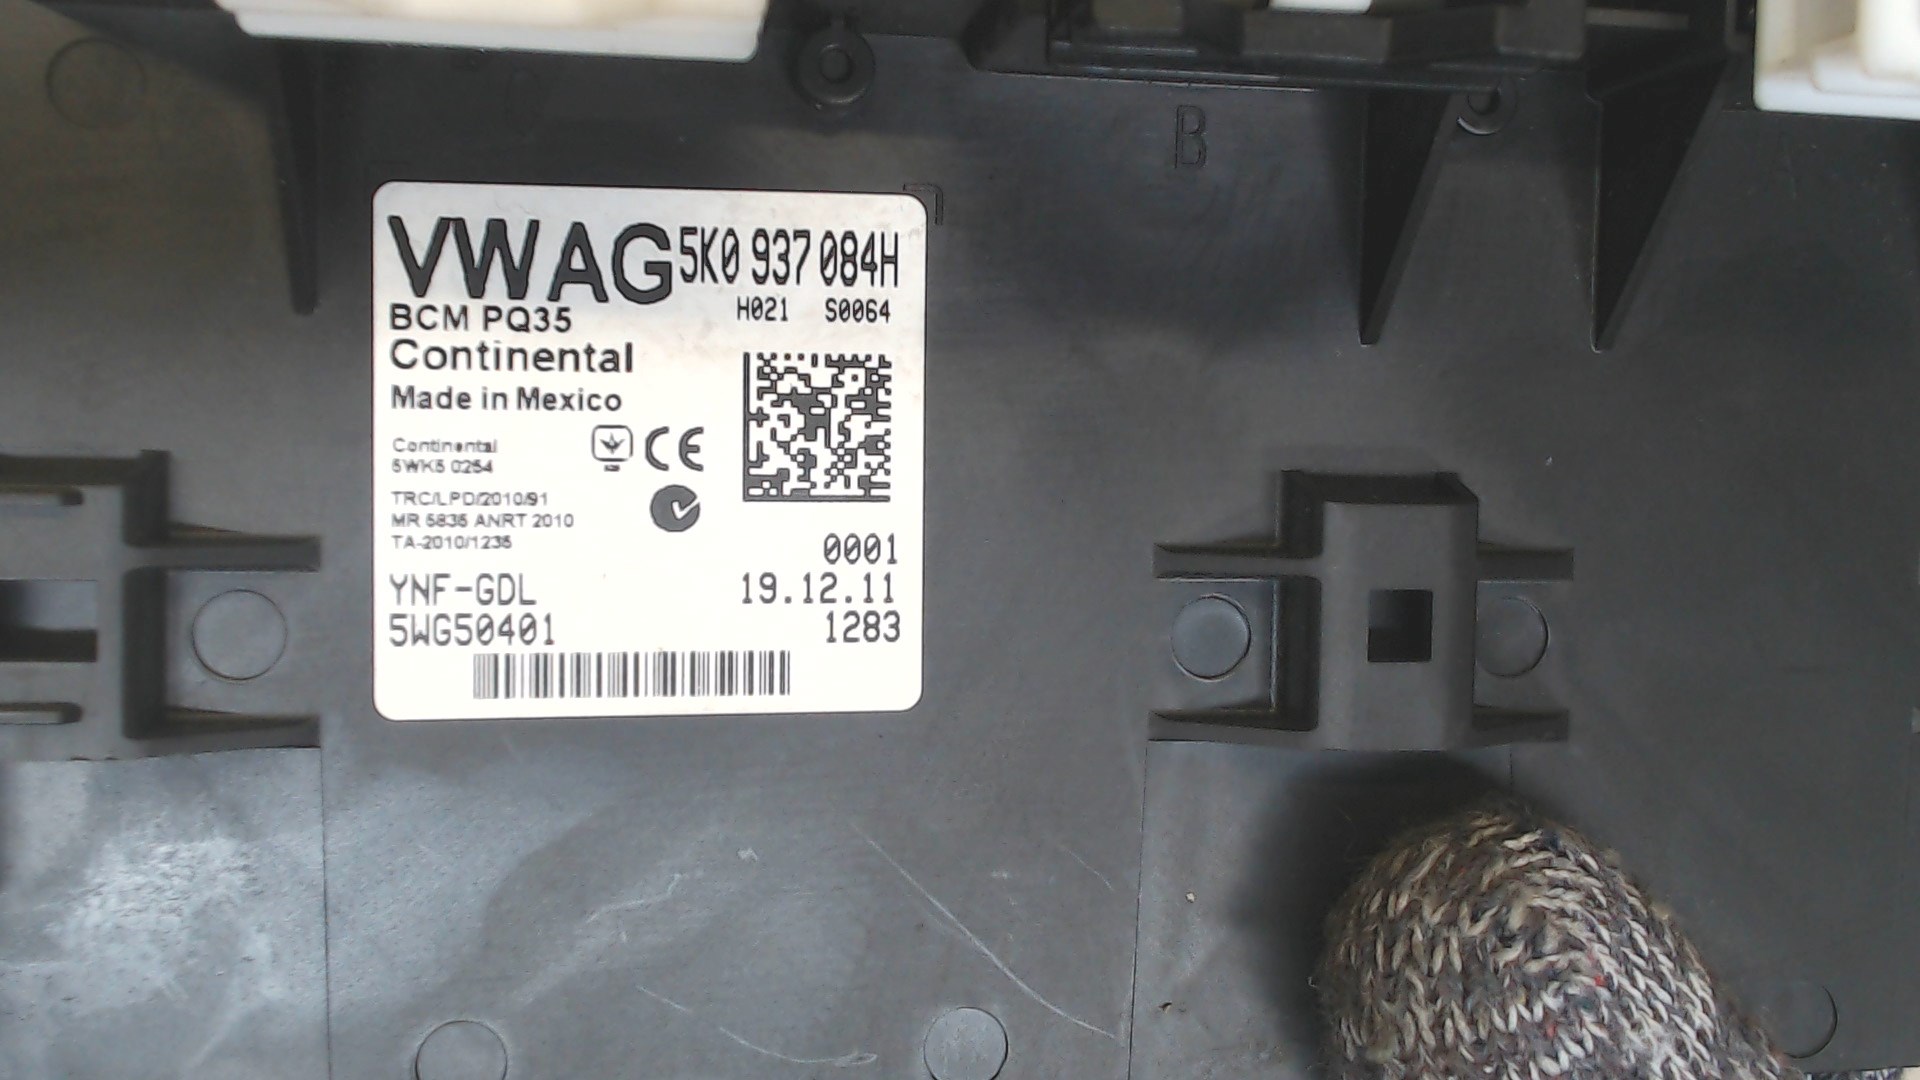 B
VWAG 5K0 937 084H
H021 S0064
BCM PQ35
Continental
Made in Mexico
Continental
5WK5 0254
TRC/LPD/2010/91
MR 5835 ANRT 2010
TA-2010/1235
0001
YNF-GDL 19.12.11
5WG50401 1283